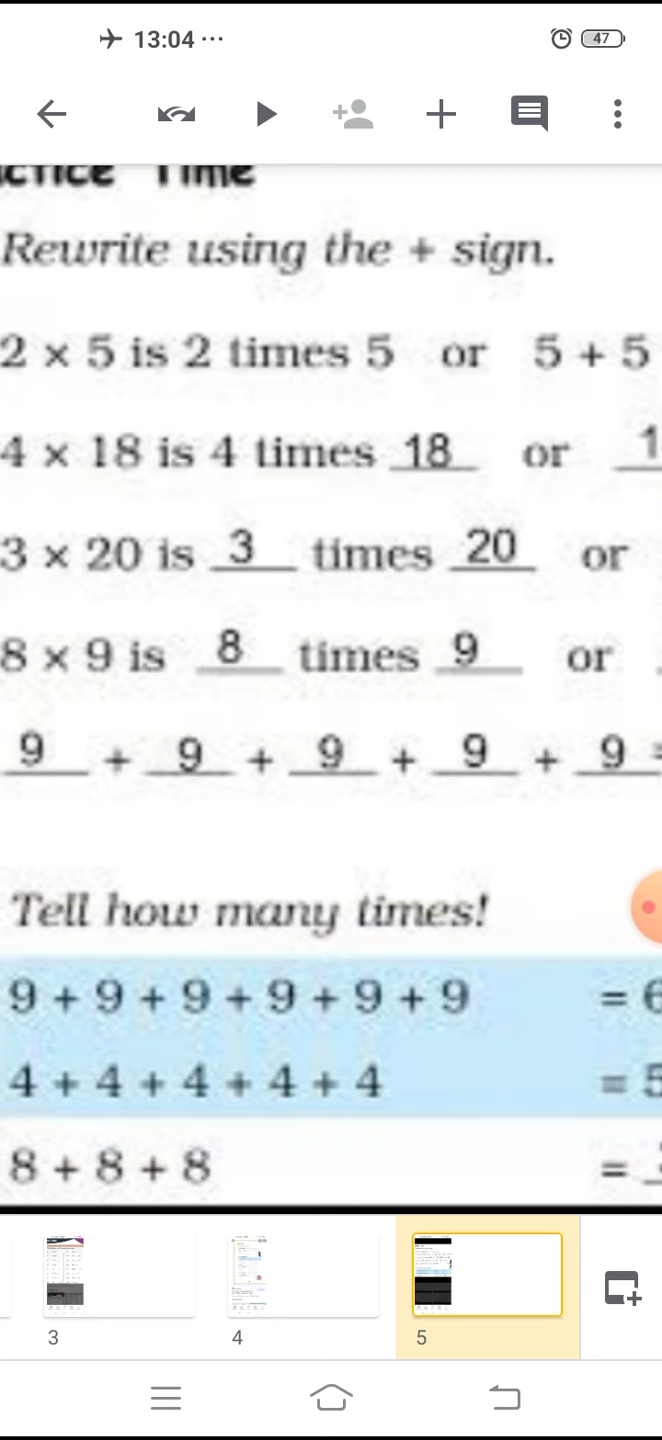 13:04 ...
47
ctice Time
Rewrite using the + sign.
2 × 5 is 2 times 5 or 5 + 5
4 × 18 is 4 times 18 or 1
3 × 20 is 3 times 20 or
8 × 9 is 8 times 9 or
9 + 9 + 9 + 9 + 9 =
Tell how many times!
9 + 9 + 9 + 9 + 9 + 9 = 6
4 + 4 + 4 + 4 + 4 = 5
8 + 8 + 8 =
3
4
5